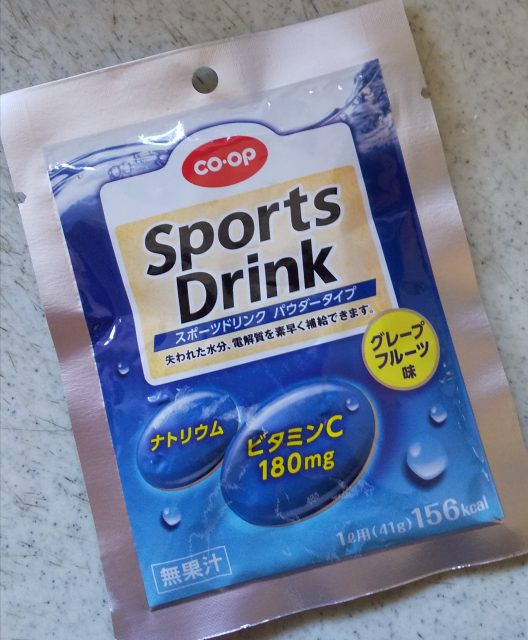 CO·OP
Sports
Drink
スポーツドリンク パウダータイプ
失われた水分、電解質を素早く補給できます。
グレープ
フルーツ
味
ナトリウム
ビタミンC
180mg
1ℓ用(41g)156kcal
無果汁